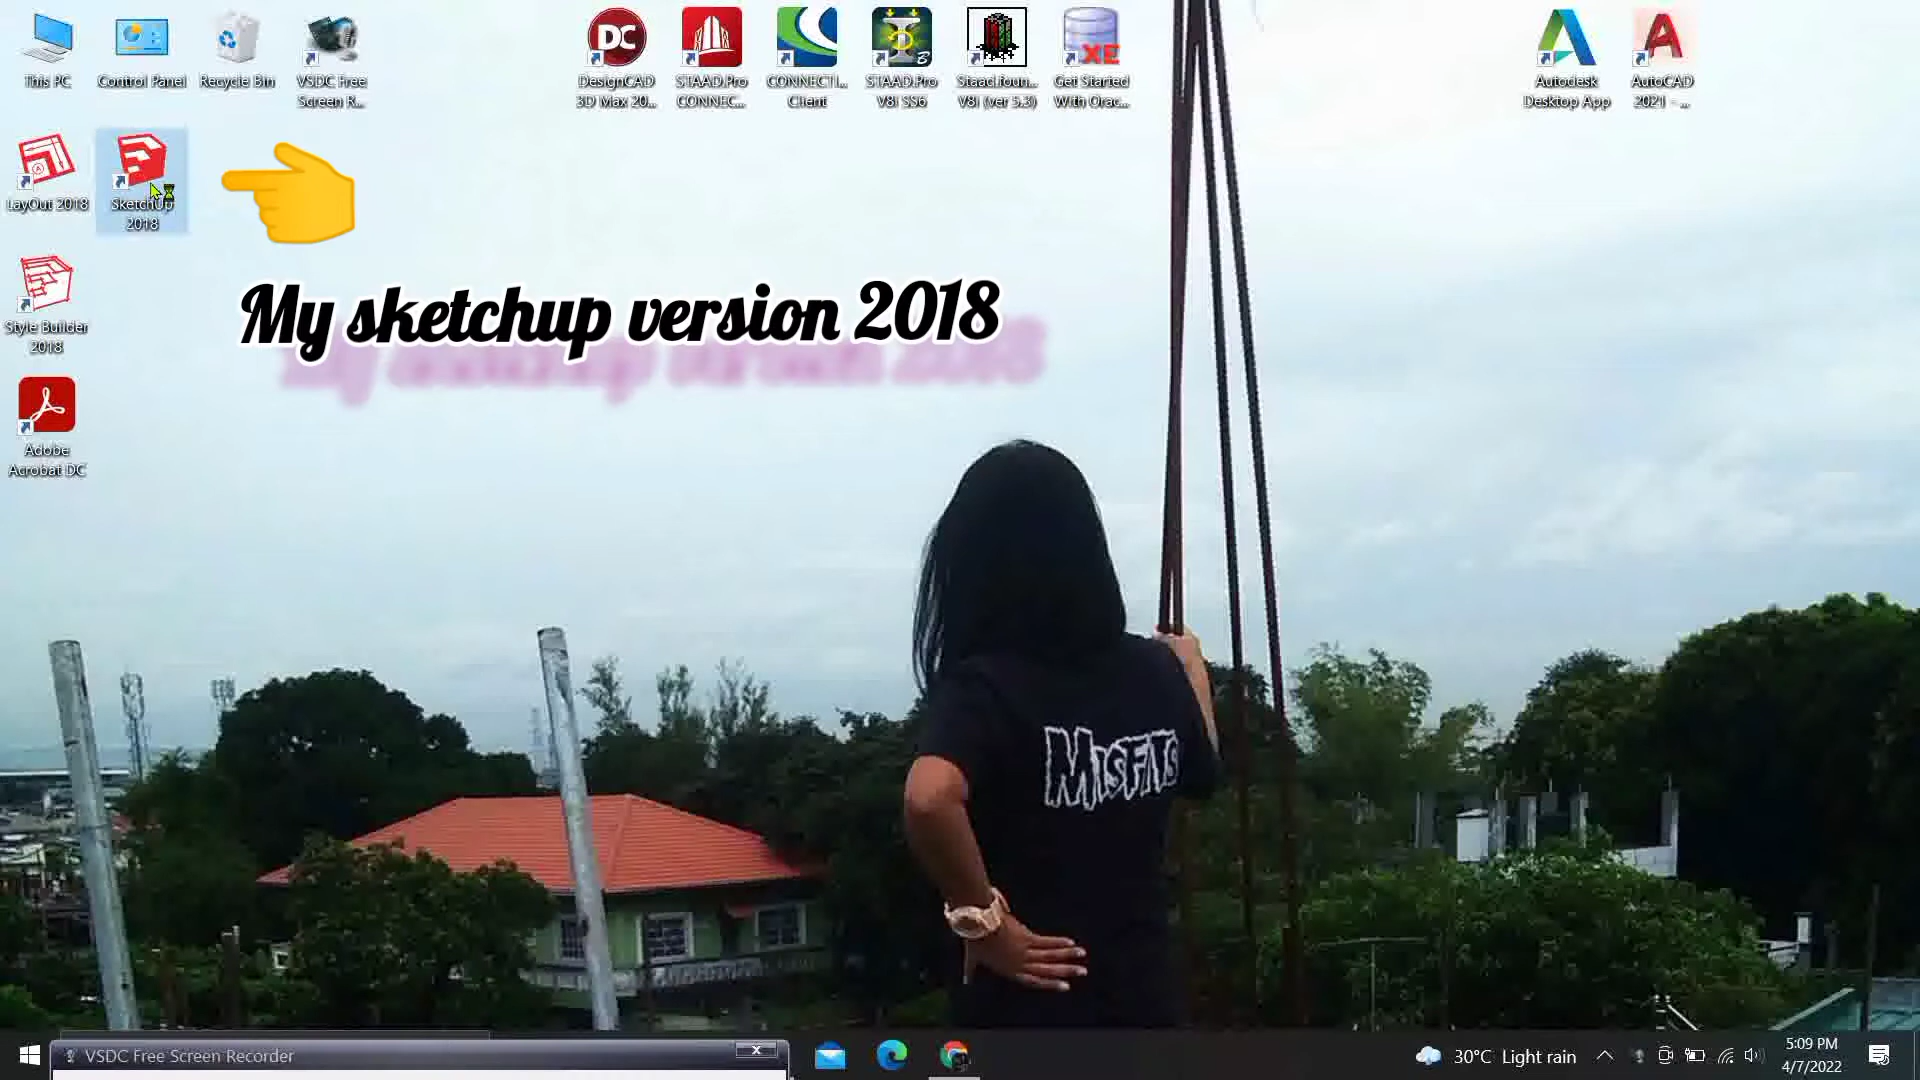 This PC
Control Panel
Recycle Bin
VSDC Free
Screen R...
DC
DesignCAD
3D Max 20...
STAAD.Pro
CONNEC...
CONNECTI...
Client
STAAD.Pro
V8i SS6
Staad.foun...
V8i (ver 5.3)
XE
Get Started
With Orac...
Autodesk
Desktop App
AutoCAD
2021 - ...
LayOut 2018
SketchUp
2018
My sketchup version 2018
Style Builder
2018
Adobe
Acrobat DC
MISFITS
VSDC Free Screen Recorder
30°C Light rain
5:09 PM
4/7/2022